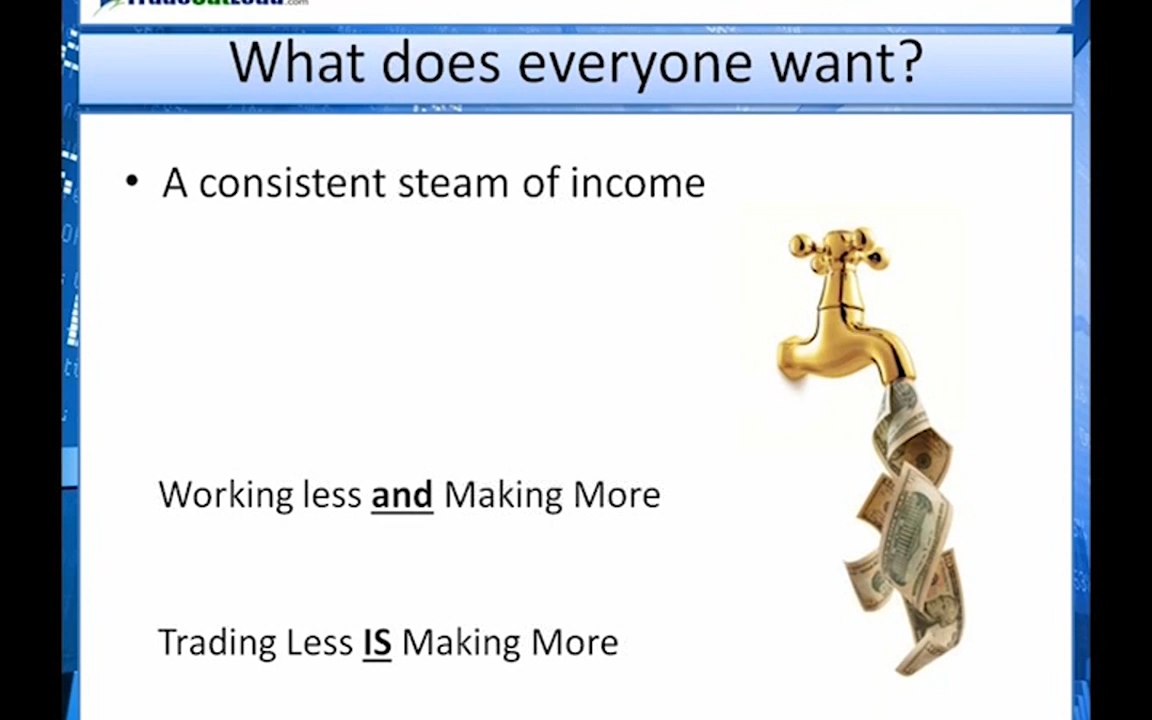 What does everyone want?
• A consistent steam of income
Working less and Making More
Trading Less IS Making More